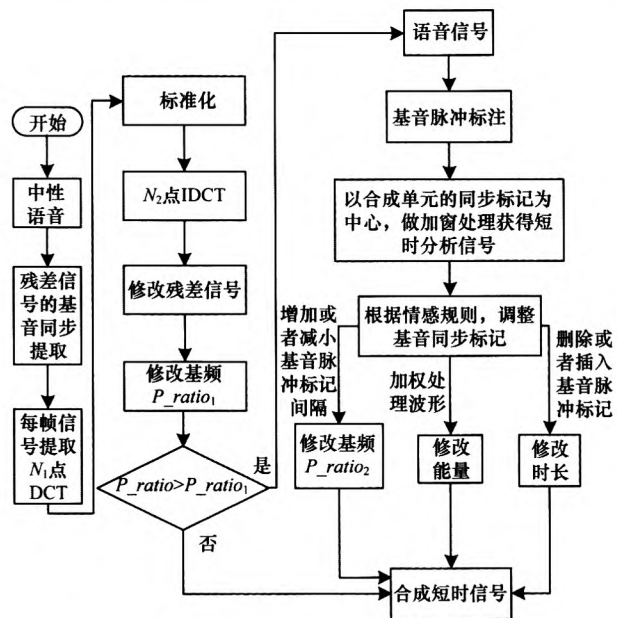 开始
中性
语音
残差信
号的基
音同步
提取
每帧信
号提取
N₁点
DCT
标准化
N₂点IDCT
修改残差信号
修改基频
P_ratio₁
P_ratio>P_ratio₁
是
否
语音信号
基音脉冲标注
以合成单元的同步标记为
中心，做加窗处理获得短
时分析信号
根据情感规则，调整
基音同步标记
增加或
者减小
基音脉
冲标记
间隔
加权处
理波形
删除或
者插入
基音脉
冲标记
修改基频
P_ratio₂
修改
能量
修改
时长
合成短时信号